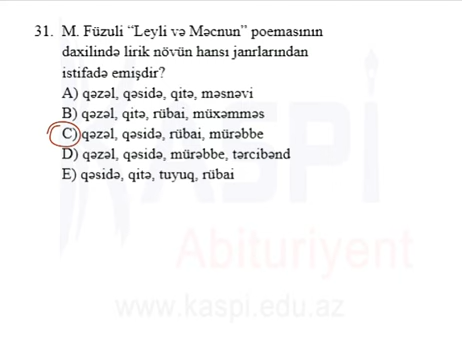 31. M. Füzuli “Leyli və Məcnun” poemasının
daxilində lirik növün hansı janrlarından
istifadə emişdir?
A) qəzəl, qəsidə, qitə, məsnəvi
B) qəzəl, qitə, rübai, müxəmməs
C) qəzəl, qəsidə, rübai, mürəbbe
D) qəzəl, qəsidə, mürəbbe, tərcibənd
E) qəsidə, qitə, tuyuq, rübai
KASPİ
Abituriyent
www.kaspi.edu.az